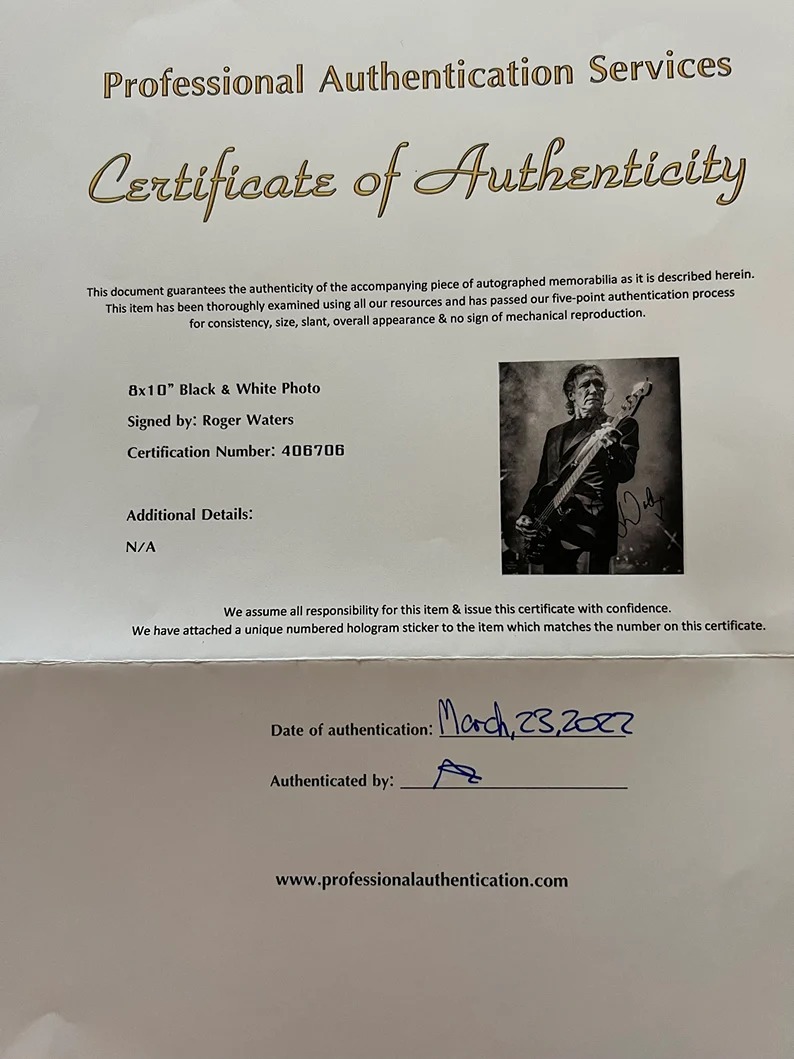 Professional Authentication Services
Certificate of Authenticity
This document guarantees the authenticity of the accompanying piece of autographed memorabilia as it is described herein.
This item has been thoroughly examined using all our resources and has passed our five-point authentication process
for consistency, size, slant, overall appearance & no sign of mechanical reproduction.
8x10" Black & White Photo
Signed by: Roger Waters
Certification Number: 406706
Additional Details:
N/A
We assume all responsibility for this item & issue this certificate with confidence.
We have attached a unique numbered hologram sticker to the item which matches the number on this certificate.
Date of authentication: March, 23, 2022
Authenticated by:
www.professionalauthentication.com